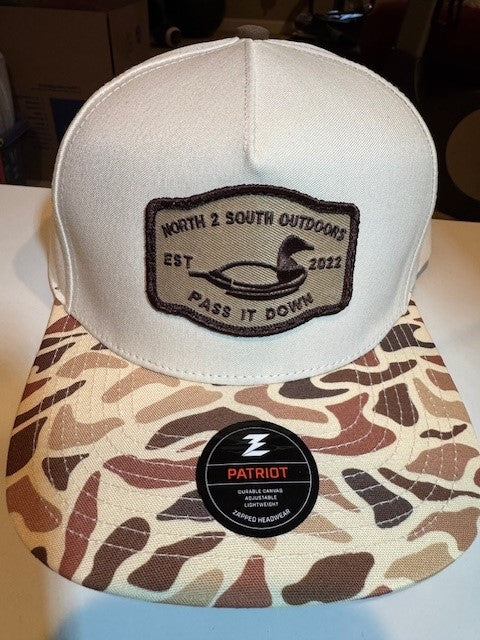 NORTH 2 SOUTH OUTDOORS
EST 2022
PASS IT DOWN
Z
PATRIOT
DURABLE CANVAS
ADJUSTABLE
LIGHTWEIGHT
ZAPPED HEADWEAR